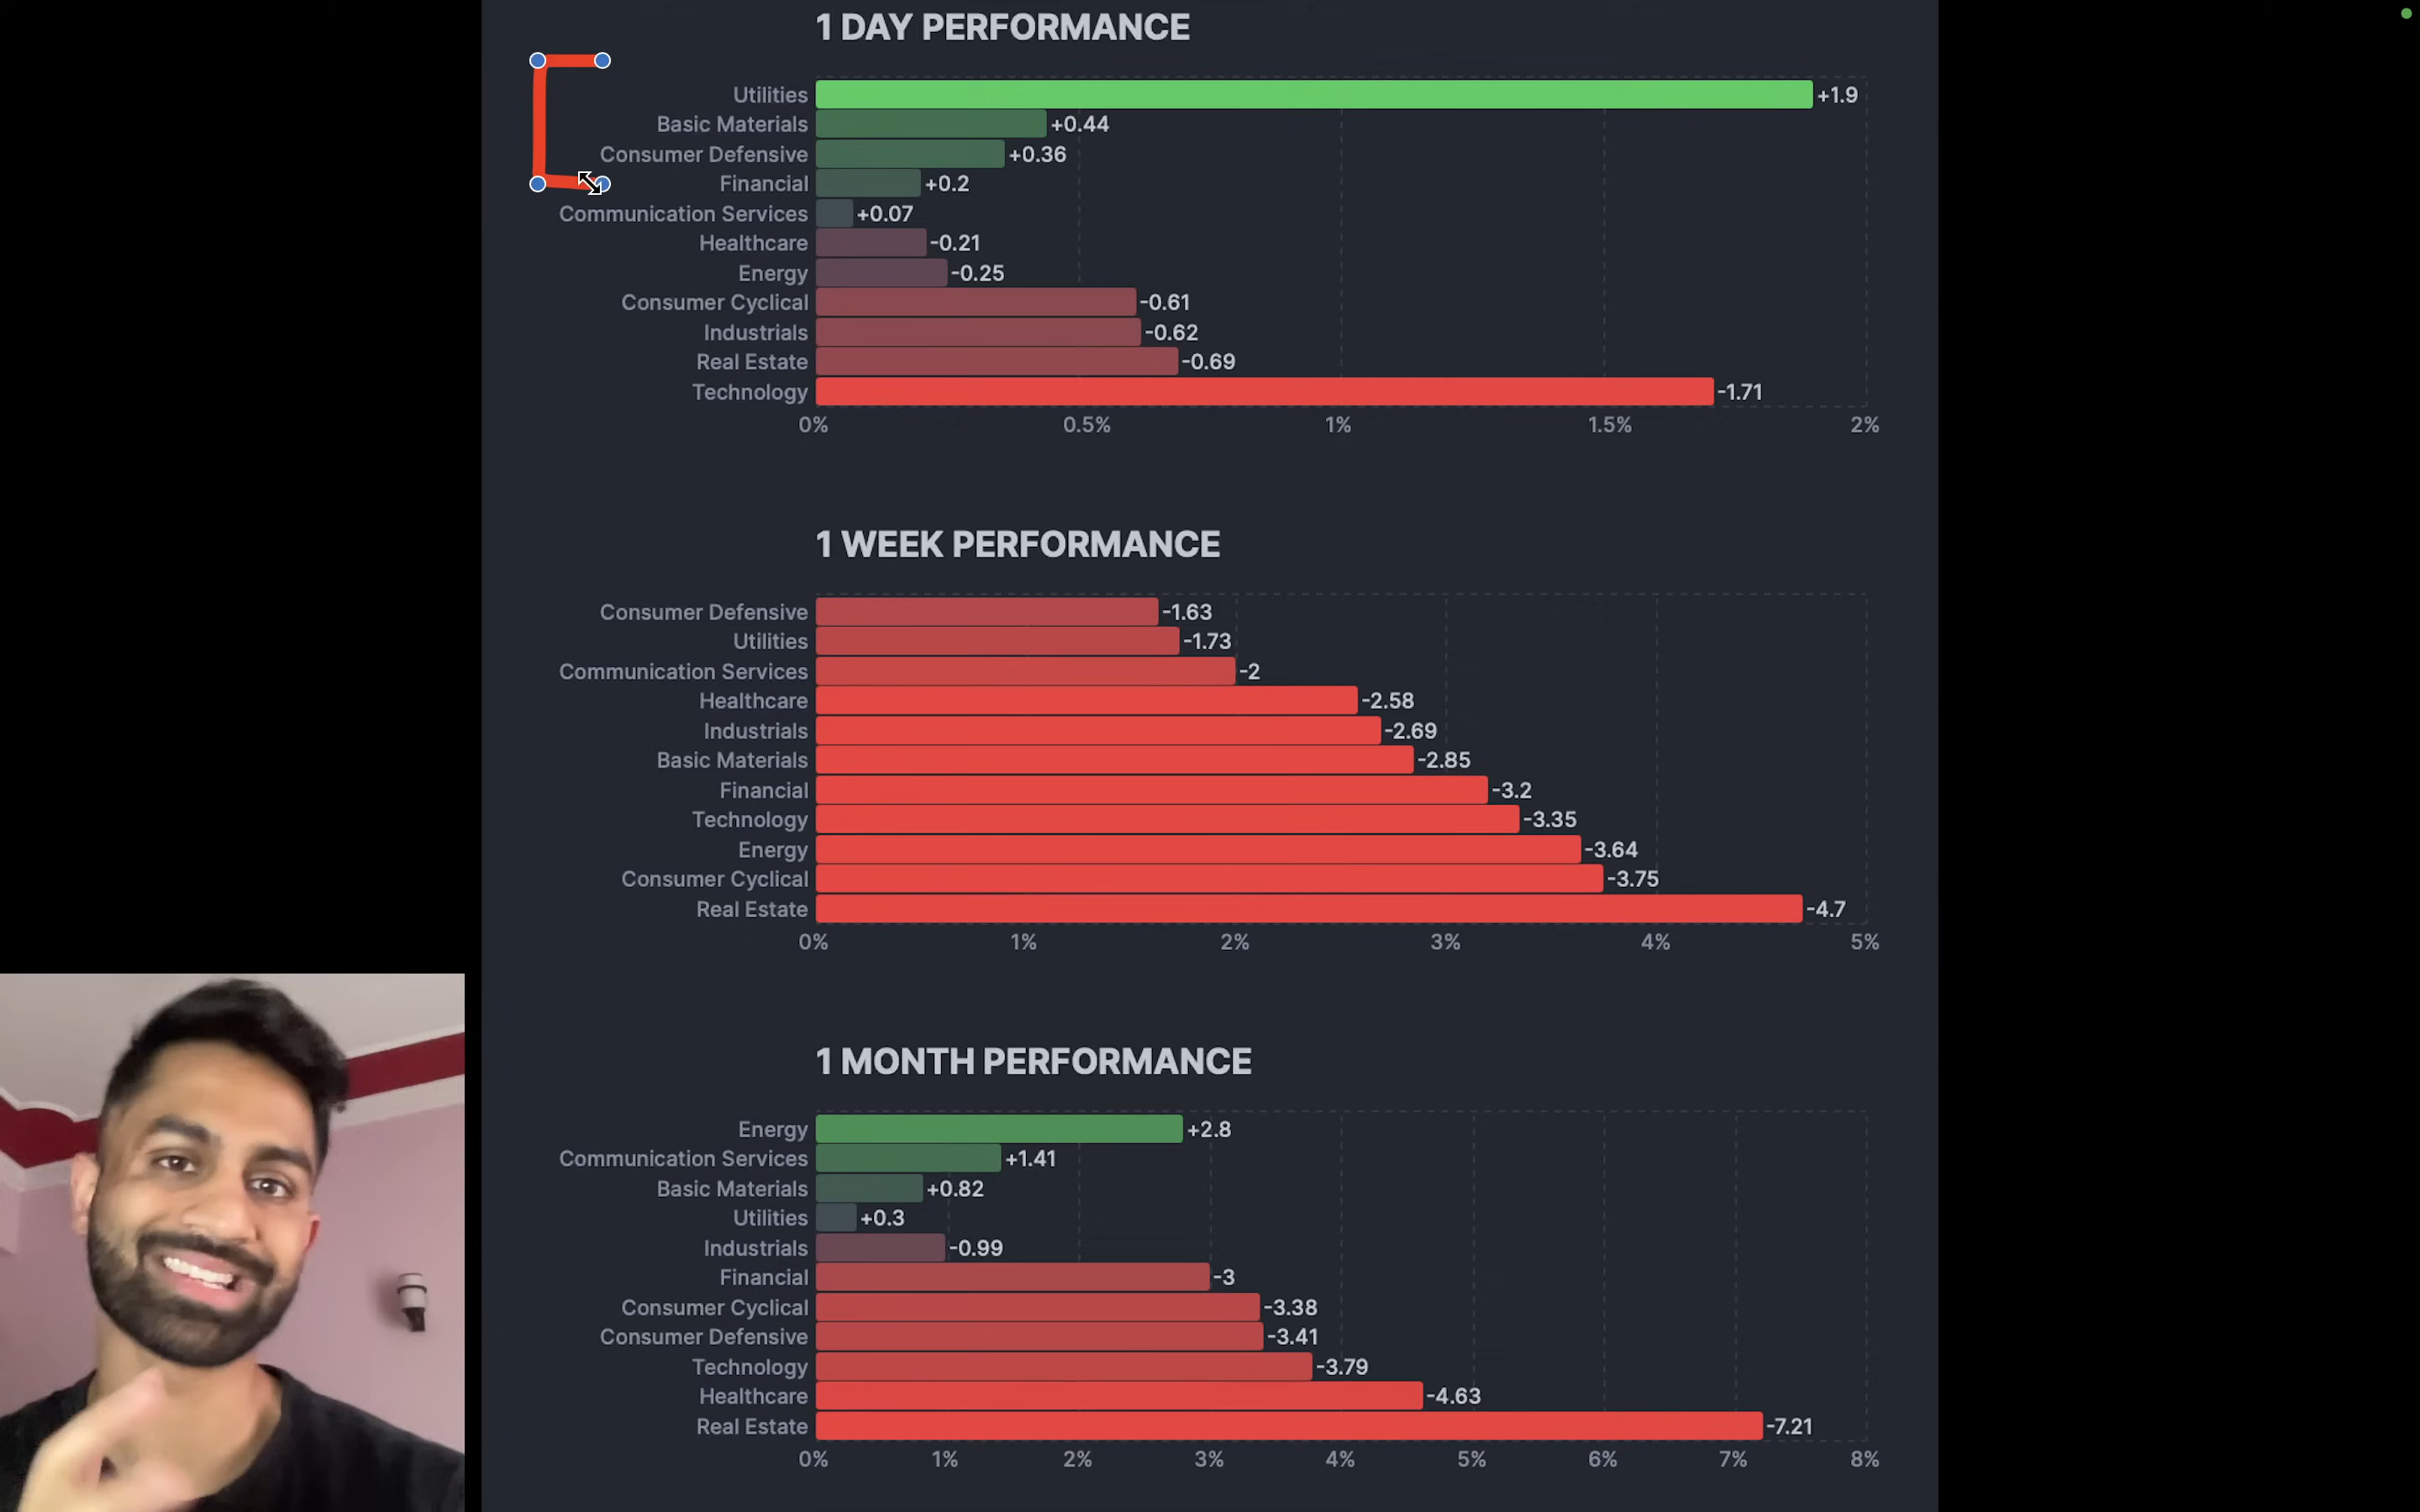 1 DAY PERFORMANCE
Utilities +1.9
Basic Materials +0.44
Consumer Defensive +0.36
Financial +0.2
Communication Services +0.07
Healthcare -0.21
Energy -0.25
Consumer Cyclical -0.61
Industrials -0.62
Real Estate -0.69
Technology -1.71
0% 0.5% 1% 1.5% 2%
1 WEEK PERFORMANCE
Consumer Defensive -1.63
Utilities -1.73
Communication Services -2
Healthcare -2.58
Industrials -2.69
Basic Materials -2.85
Financial -3.2
Technology -3.35
Energy -3.64
Consumer Cyclical -3.75
Real Estate -4.7
0% 1% 2% 3% 4% 5%
1 MONTH PERFORMANCE
Energy +2.8
Communication Services +1.41
Basic Materials +0.82
Utilities +0.3
Industrials -0.99
Financial -3
Consumer Cyclical -3.38
Consumer Defensive -3.41
Technology -3.79
Healthcare -4.63
Real Estate -7.21
0% 1% 2% 3% 4% 5% 6% 7% 8%